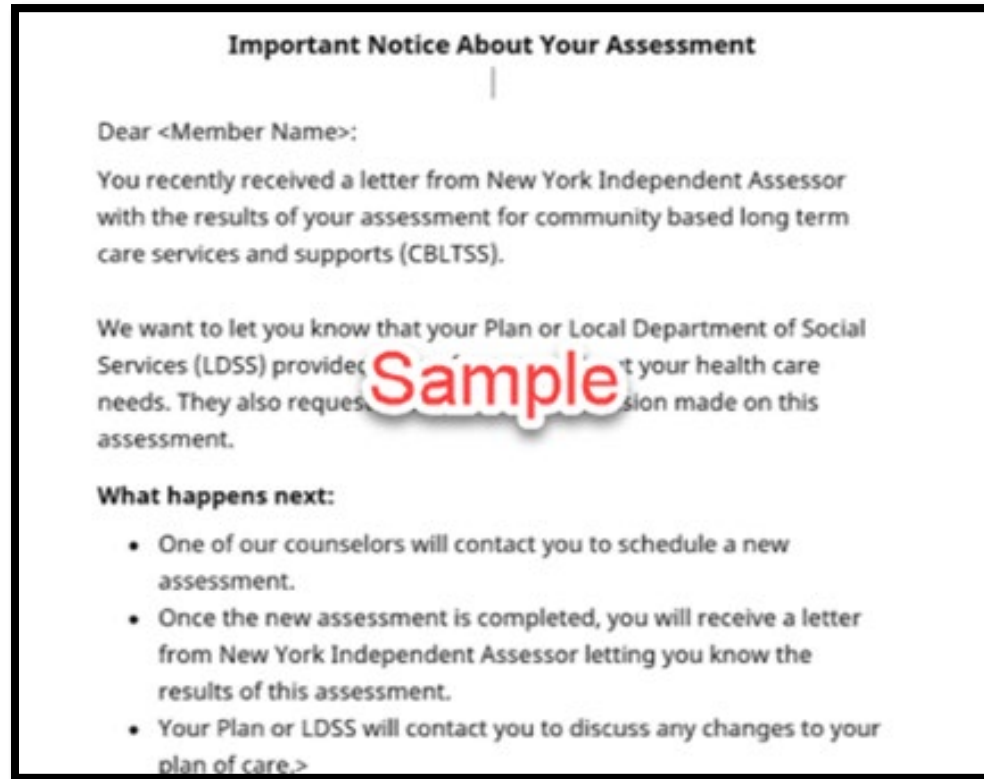 Important Notice About Your Assessment
Dear <Member Name>:
You recently received a letter from New York Independent Assessor
with the results of your assessment for community based long term
care services and supports (CBLTSS).
We want to let you know that your Plan or Local Department of Social
Services (LDSS) provided your health care
needs. They also made on this
assessment.
Sample
What happens next:
• One of our counselors will contact you to schedule a new
assessment.
• Once the new assessment is completed, you will receive a letter
from New York Independent Assessor letting you know the
results of this assessment.
• Your Plan or LDSS will contact you to discuss any changes to your
plan of care.>